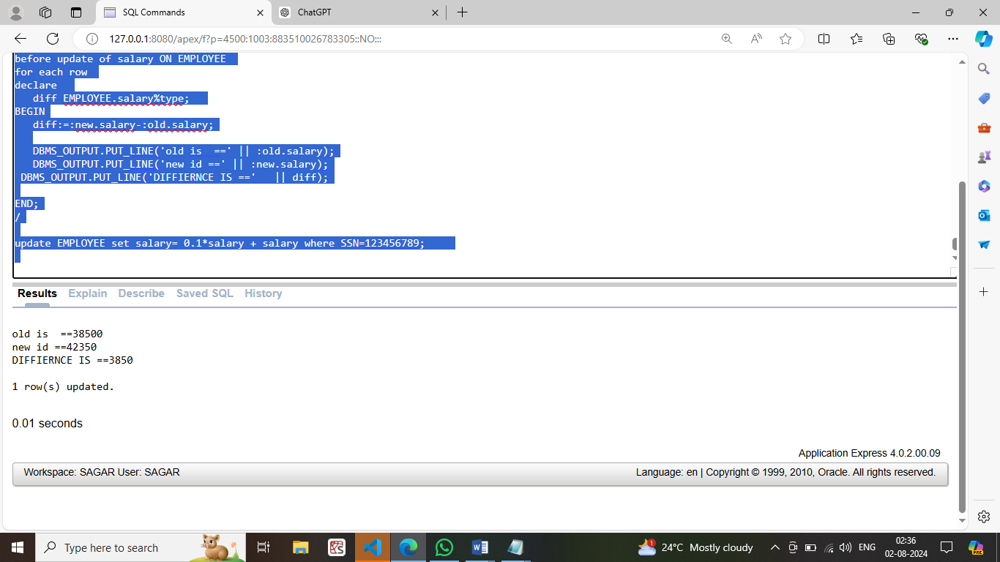 SQL Commands
ChatGPT
127.0.0.1:8080/apex/f?p=4500:1003:883510026783305::NO:::
before update of salary ON EMPLOYEE
for each row
declare
diff EMPLOYEE.salary%type;
BEGIN
diff:=:new.salary-:old.salary;
DBMS_OUTPUT.PUT_LINE('old is  ==' || :old.salary);
DBMS_OUTPUT.PUT_LINE('new id ==' || :new.salary);
DBMS_OUTPUT.PUT_LINE('DIFFIERNCE IS =='   || diff);
END;
/
update EMPLOYEE set salary= 0.1*salary + salary where SSN=123456789;
Results Explain Describe Saved SQL History
old is  ==38500
new id ==42350
DIFFIERNCE IS ==3850
1 row(s) updated.
0.01 seconds
Application Express 4.0.2.00.09
Workspace: SAGAR User: SAGAR
Language: en | Copyright © 1999, 2010, Oracle. All rights reserved.
Type here to search
24°C Mostly cloudy
ENG
02:36
02-08-2024
1
PRE